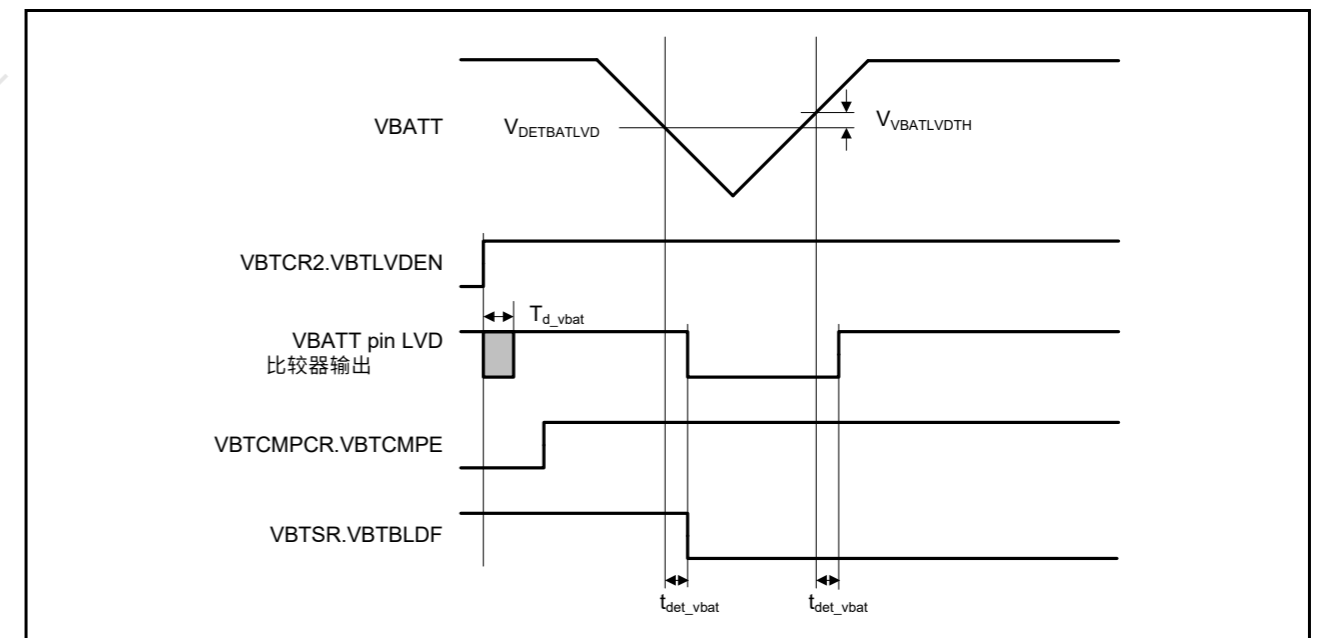 VBATT
VDETBATLVD
VVBATLVDTH
VBTCR2.VBTLVDEN
Td_vbat
VBATT pin LVD
比较器输出
VBTCMPCR.VBTCMPE
VBTSR.VBTBLDF
tdet_vbat
tdet_vbat